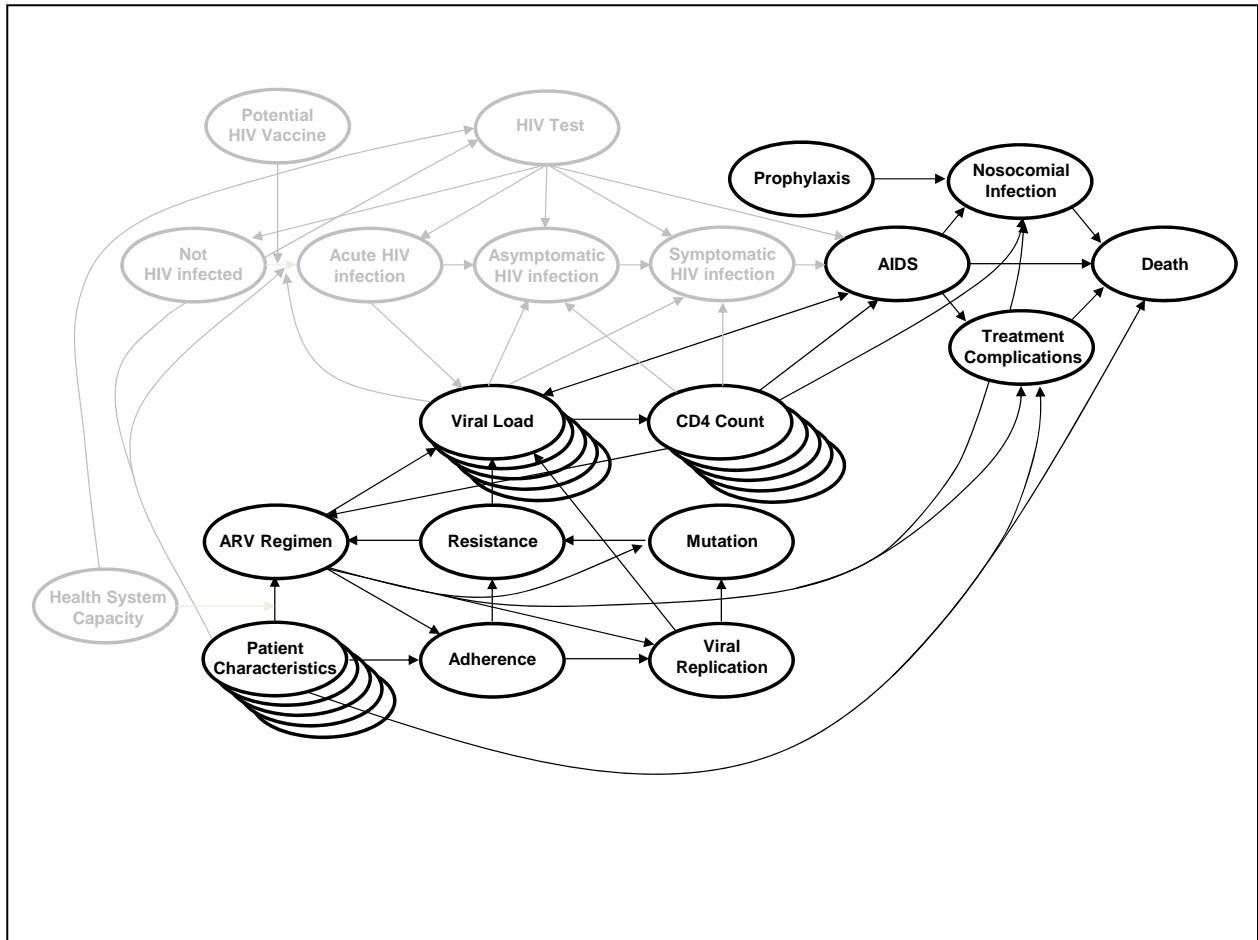 Potential
HIV Vaccine
HIV Test
Prophylaxis
Nosocomial
Infection
Not
HIV infected
Acute HIV
infection
Asymptomatic
HIV infection
Symptomatic
HIV infection
AIDS
Death
Treatment
Complications
Viral Load
CD4 Count
ARV Regimen
Resistance
Mutation
Health System
Capacity
Patient
Characteristics
Adherence
Viral
Replication